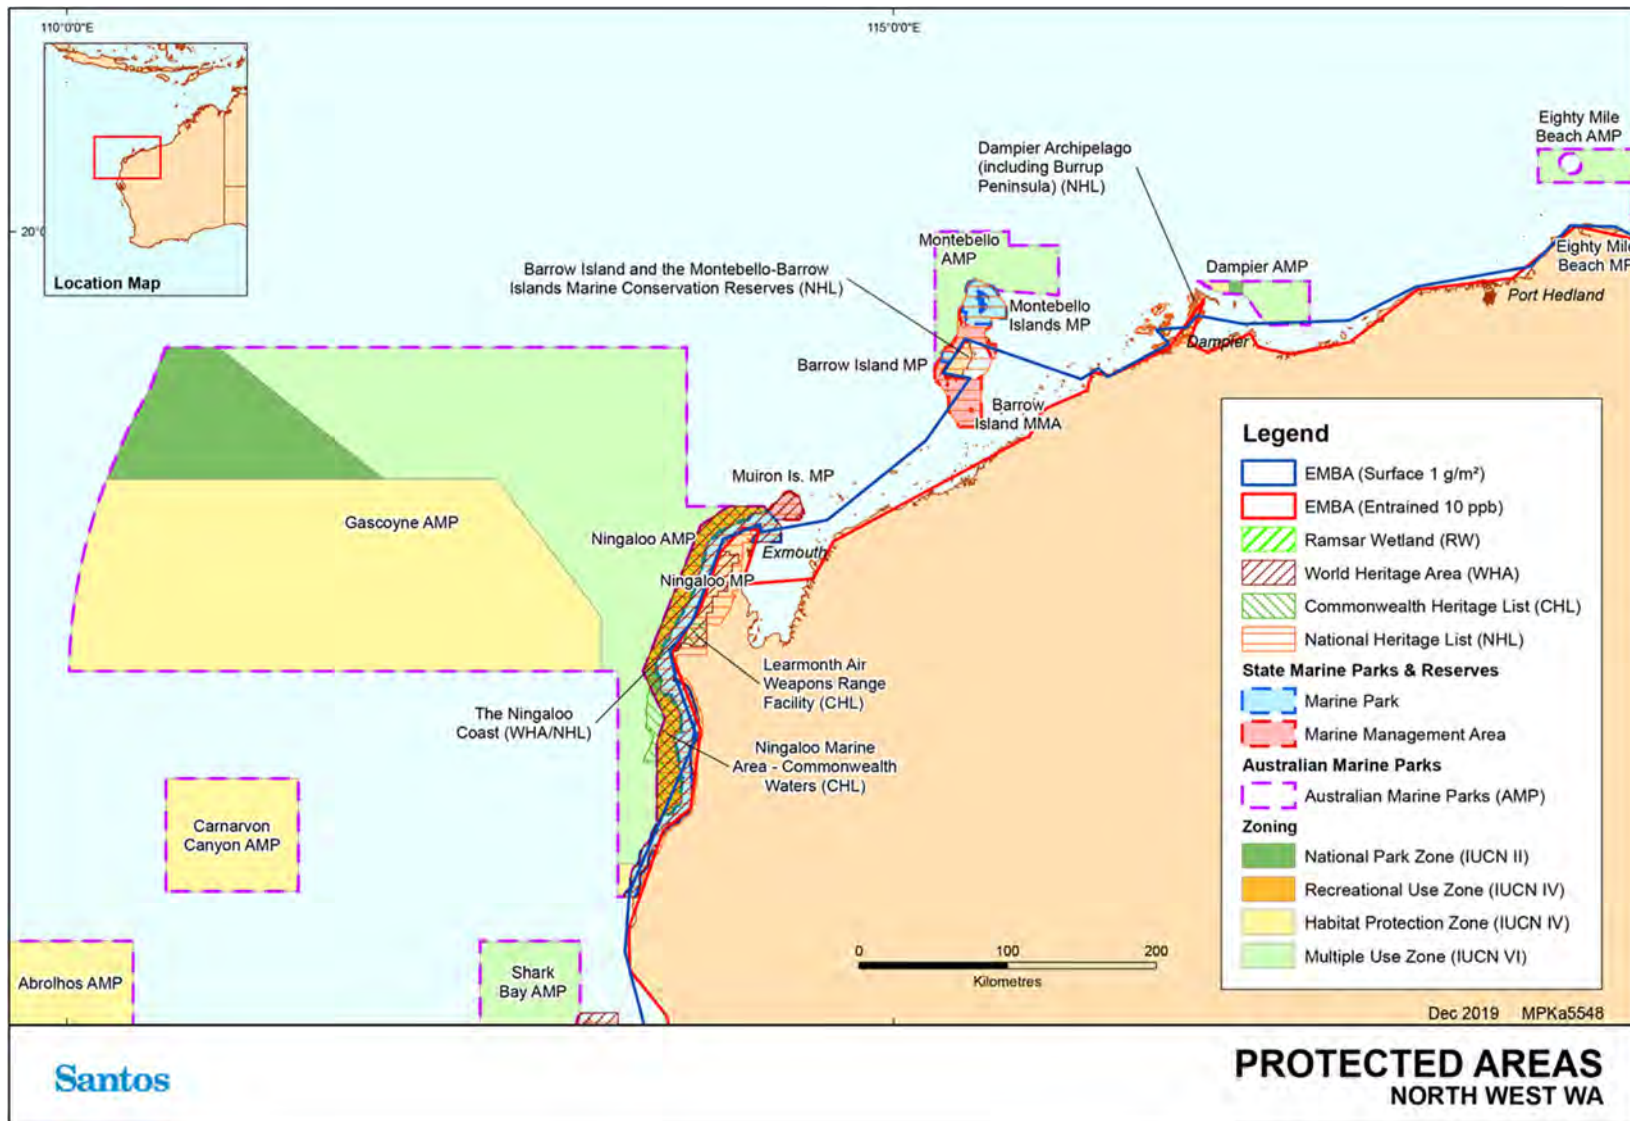 110°0'0"E
115°0'0"E
Location Map
Eighty Mile
Beach AMP
Dampier Archipelago
(including Burrup
Peninsula) (NHL)
Montebello
AMP
Barrow Island and the Montebello-Barrow
Islands Marine Conservation Reserves (NHL)
Dampier AMP
Eighty Mile
Beach MP
Port Hedland
Montebello
Islands MP
Dampier
Barrow Island MP
Barrow
Island MMA
Muiron Is. MP
Gascoyne AMP
Ningaloo AMP
Exmouth
Ningaloo MP
Learmonth Air
Weapons Range
Facility (CHL)
The Ningaloo
Coast (WHA/NHL)
Ningaloo Marine
Area - Commonwealth
Waters (CHL)
Carnarvon
Canyon AMP
Abrolhos AMP
Shark
Bay AMP
0 100 200
Kilometres
Legend
EMBA (Surface 1 g/m²)
EMBA (Entrained 10 ppb)
Ramsar Wetland (RW)
World Heritage Area (WHA)
Commonwealth Heritage List (CHL)
National Heritage List (NHL)
State Marine Parks & Reserves
Marine Park
Marine Management Area
Australian Marine Parks
Australian Marine Parks (AMP)
Zoning
National Park Zone (IUCN II)
Recreational Use Zone (IUCN IV)
Habitat Protection Zone (IUCN IV)
Multiple Use Zone (IUCN VI)
Dec 2019 MPKa5548
Santos
PROTECTED AREAS
NORTH WEST WA